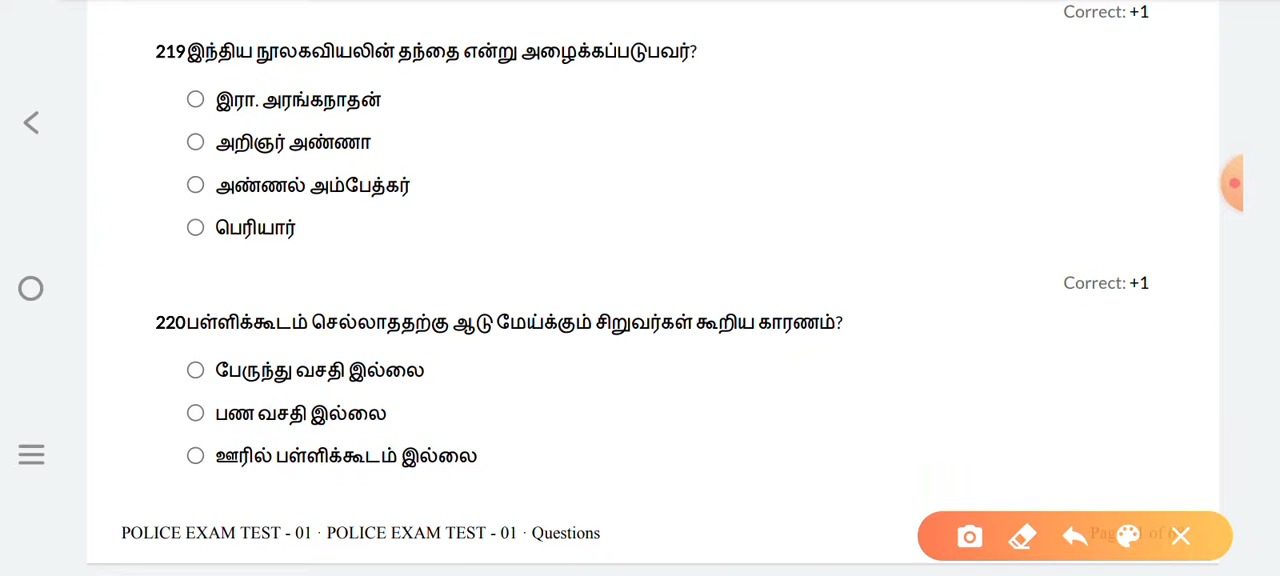 Correct: +1
219இந்திய நூலகவியலின் தந்தை என்று அழைக்கப்படுபவர்?
இரா. அரங்கநாதன்
அறிஞர் அண்ணா
அண்ணல் அம்பேத்கர்
பெரியார்
Correct: +1
220பள்ளிக்கூடம் செல்லாததற்கு ஆடு மேய்க்கும் சிறுவர்கள் கூறிய காரணம்?
பேருந்து வசதி இல்லை
பண வசதி இல்லை
ஊரில் பள்ளிக்கூடம் இல்லை
POLICE EXAM TEST - 01 · POLICE EXAM TEST - 01 · Questions